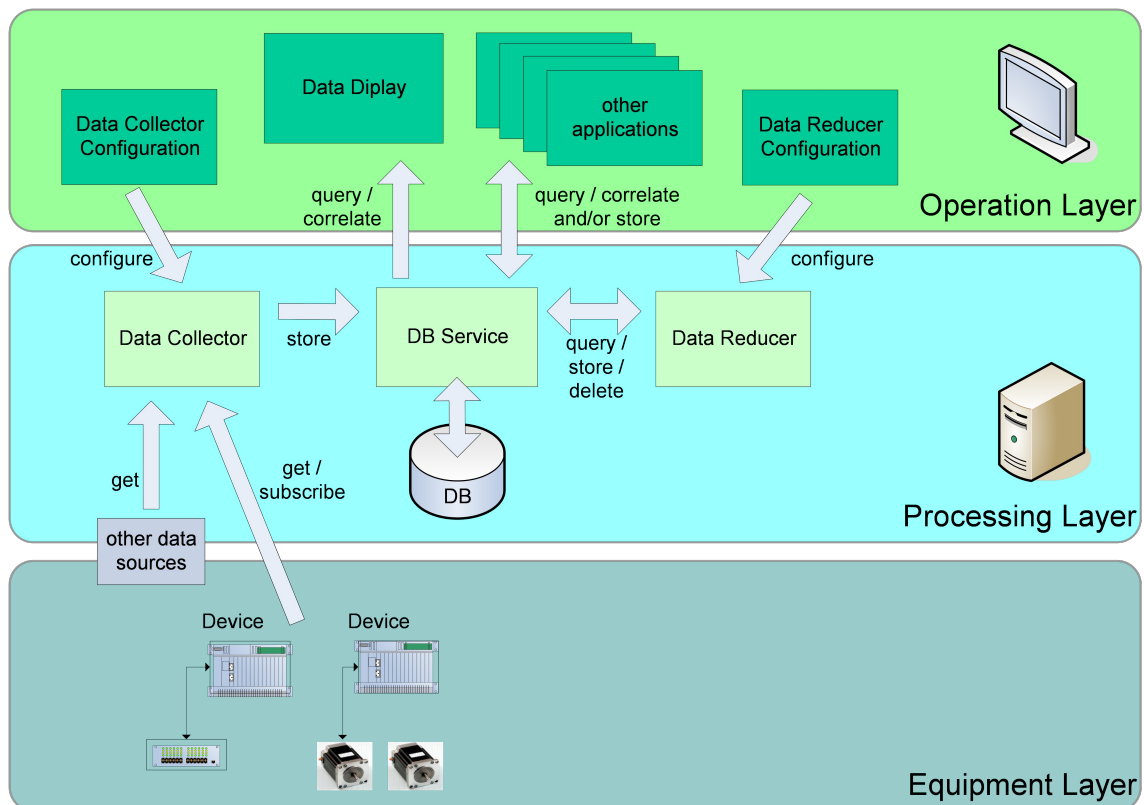 Data Collector
Configuration
Data Diplay
other
applications
Data Reducer
Configuration
Operation Layer
query /
correlate
query / correlate
and/or store
configure
configure
Data Collector
store
DB Service
query /
store /
delete
Data Reducer
get
get /
subscribe
DB
Processing Layer
other data
sources
Device
Device
Equipment Layer